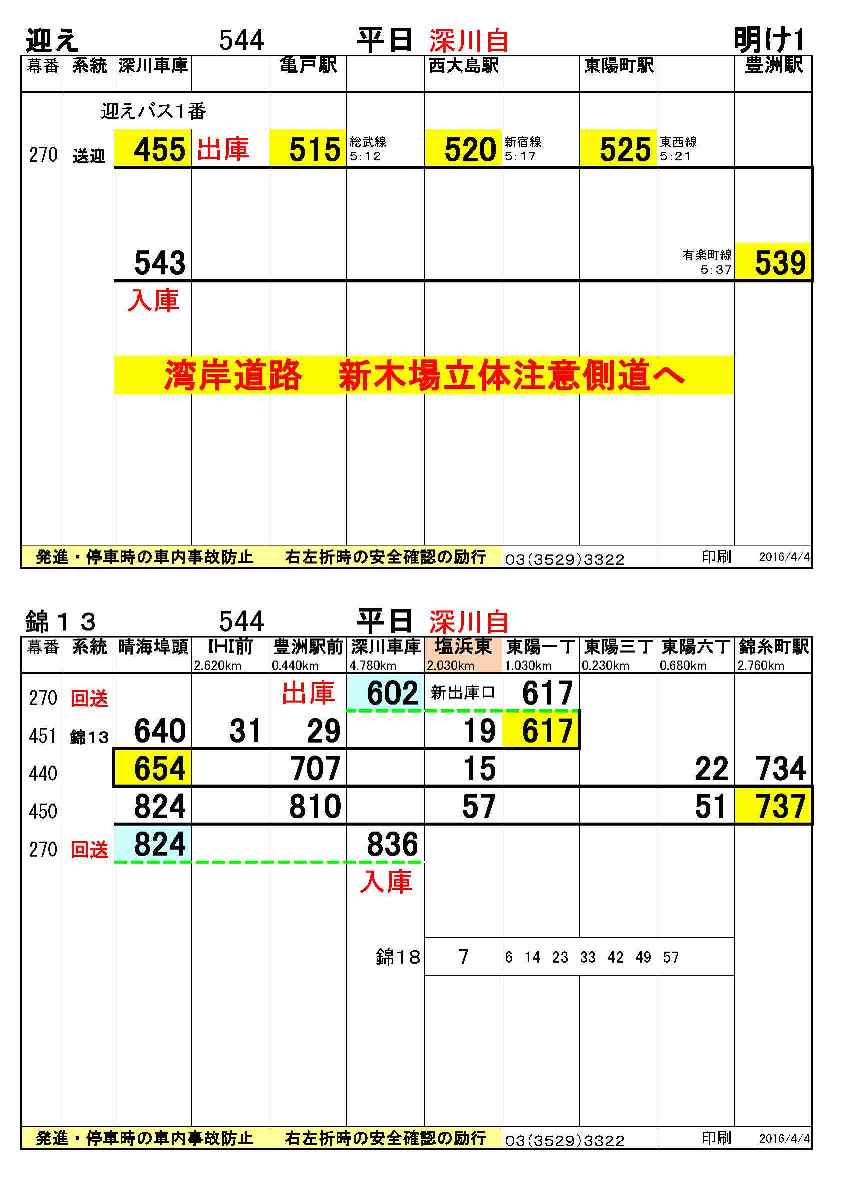 迎え 544 平日 深川自 明け1
幕番 系統 深川車庫 亀戸駅 西大島駅 東陽町駅 豊洲駅
迎えバス1番
270 送迎 455 出庫 515 総武線 5:12 520 新宿線 5:17 525 東西線 5:21
543 有楽町線 5:37 539
入庫
湾岸道路　新木場立体注意側道へ
発進・停車時の車内事故防止 右左折時の安全確認の励行 03(3529)3322 印刷 2016/4/4
錦13 544 平日 深川自
幕番 系統 晴海埠頭 IHI前 豊洲駅前 深川車庫 塩浜東 東陽一丁 東陽三丁 東陽六丁 錦糸町駅
2.620km 0.440km 4.780km 2.030km 1.030km 0.230km 0.680km 2.760km
270 回送 出庫 602 新出庫口 617
451 錦13 640 31 29 19 617
440 654 707 15 22 734
450 824 810 57 51 737
270 回送 824 836
入庫
錦18 7 6 14 23 33 42 49 57
発進・停車時の車内事故防止 右左折時の安全確認の励行 03(3529)3322 印刷 2016/4/4